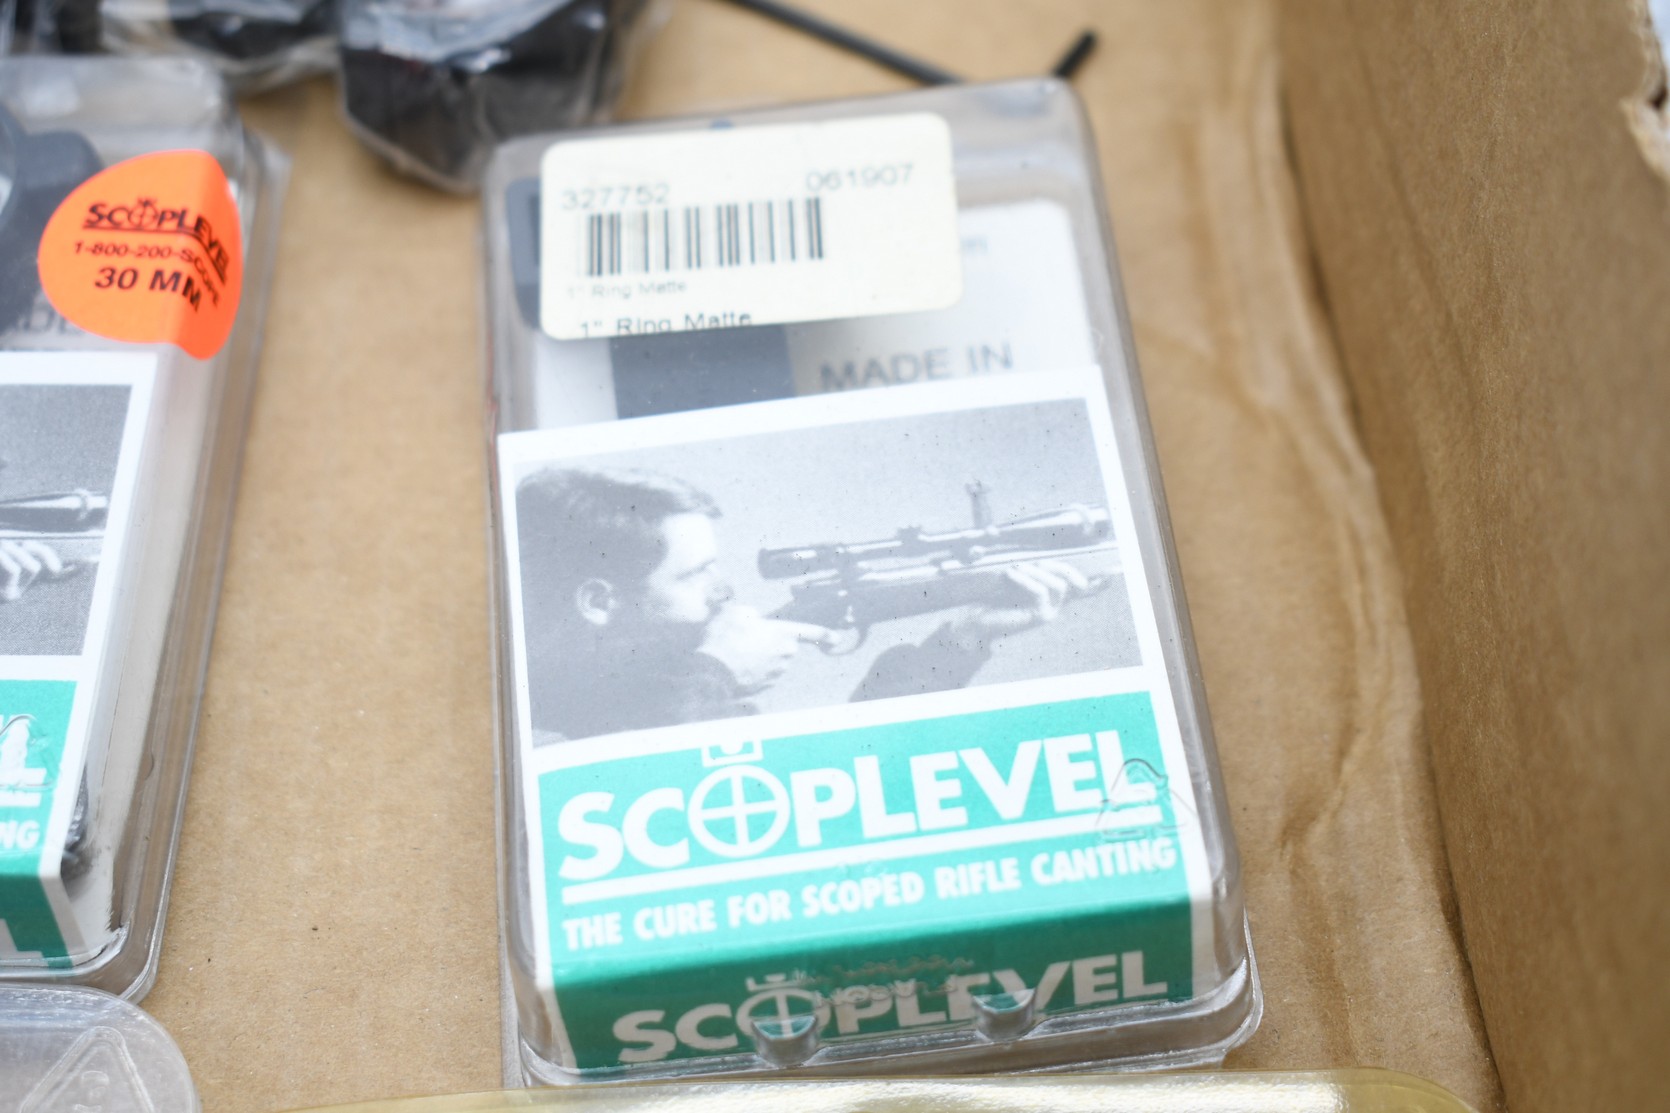 SCOPLEVEL
1-800-200-SCOPE
30 MM
NG
327752 061907
1" Ring Matte
1" Ring Matte
MADE IN
SCOPLEVEL
THE CURE FOR SCOPED RIFLE CANTING
SCOPLEVEL